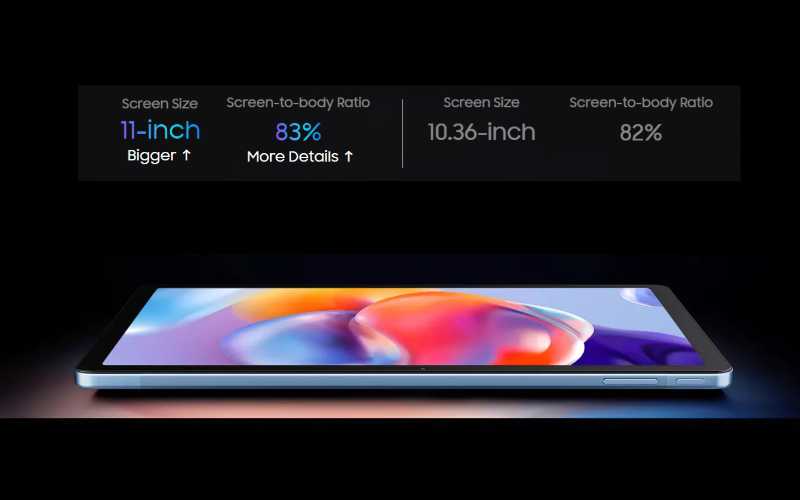 Screen Size
11-inch
Bigger ↑
Screen-to-body Ratio
83%
More Details ↑
Screen Size
10.36-inch
Screen-to-body Ratio
82%